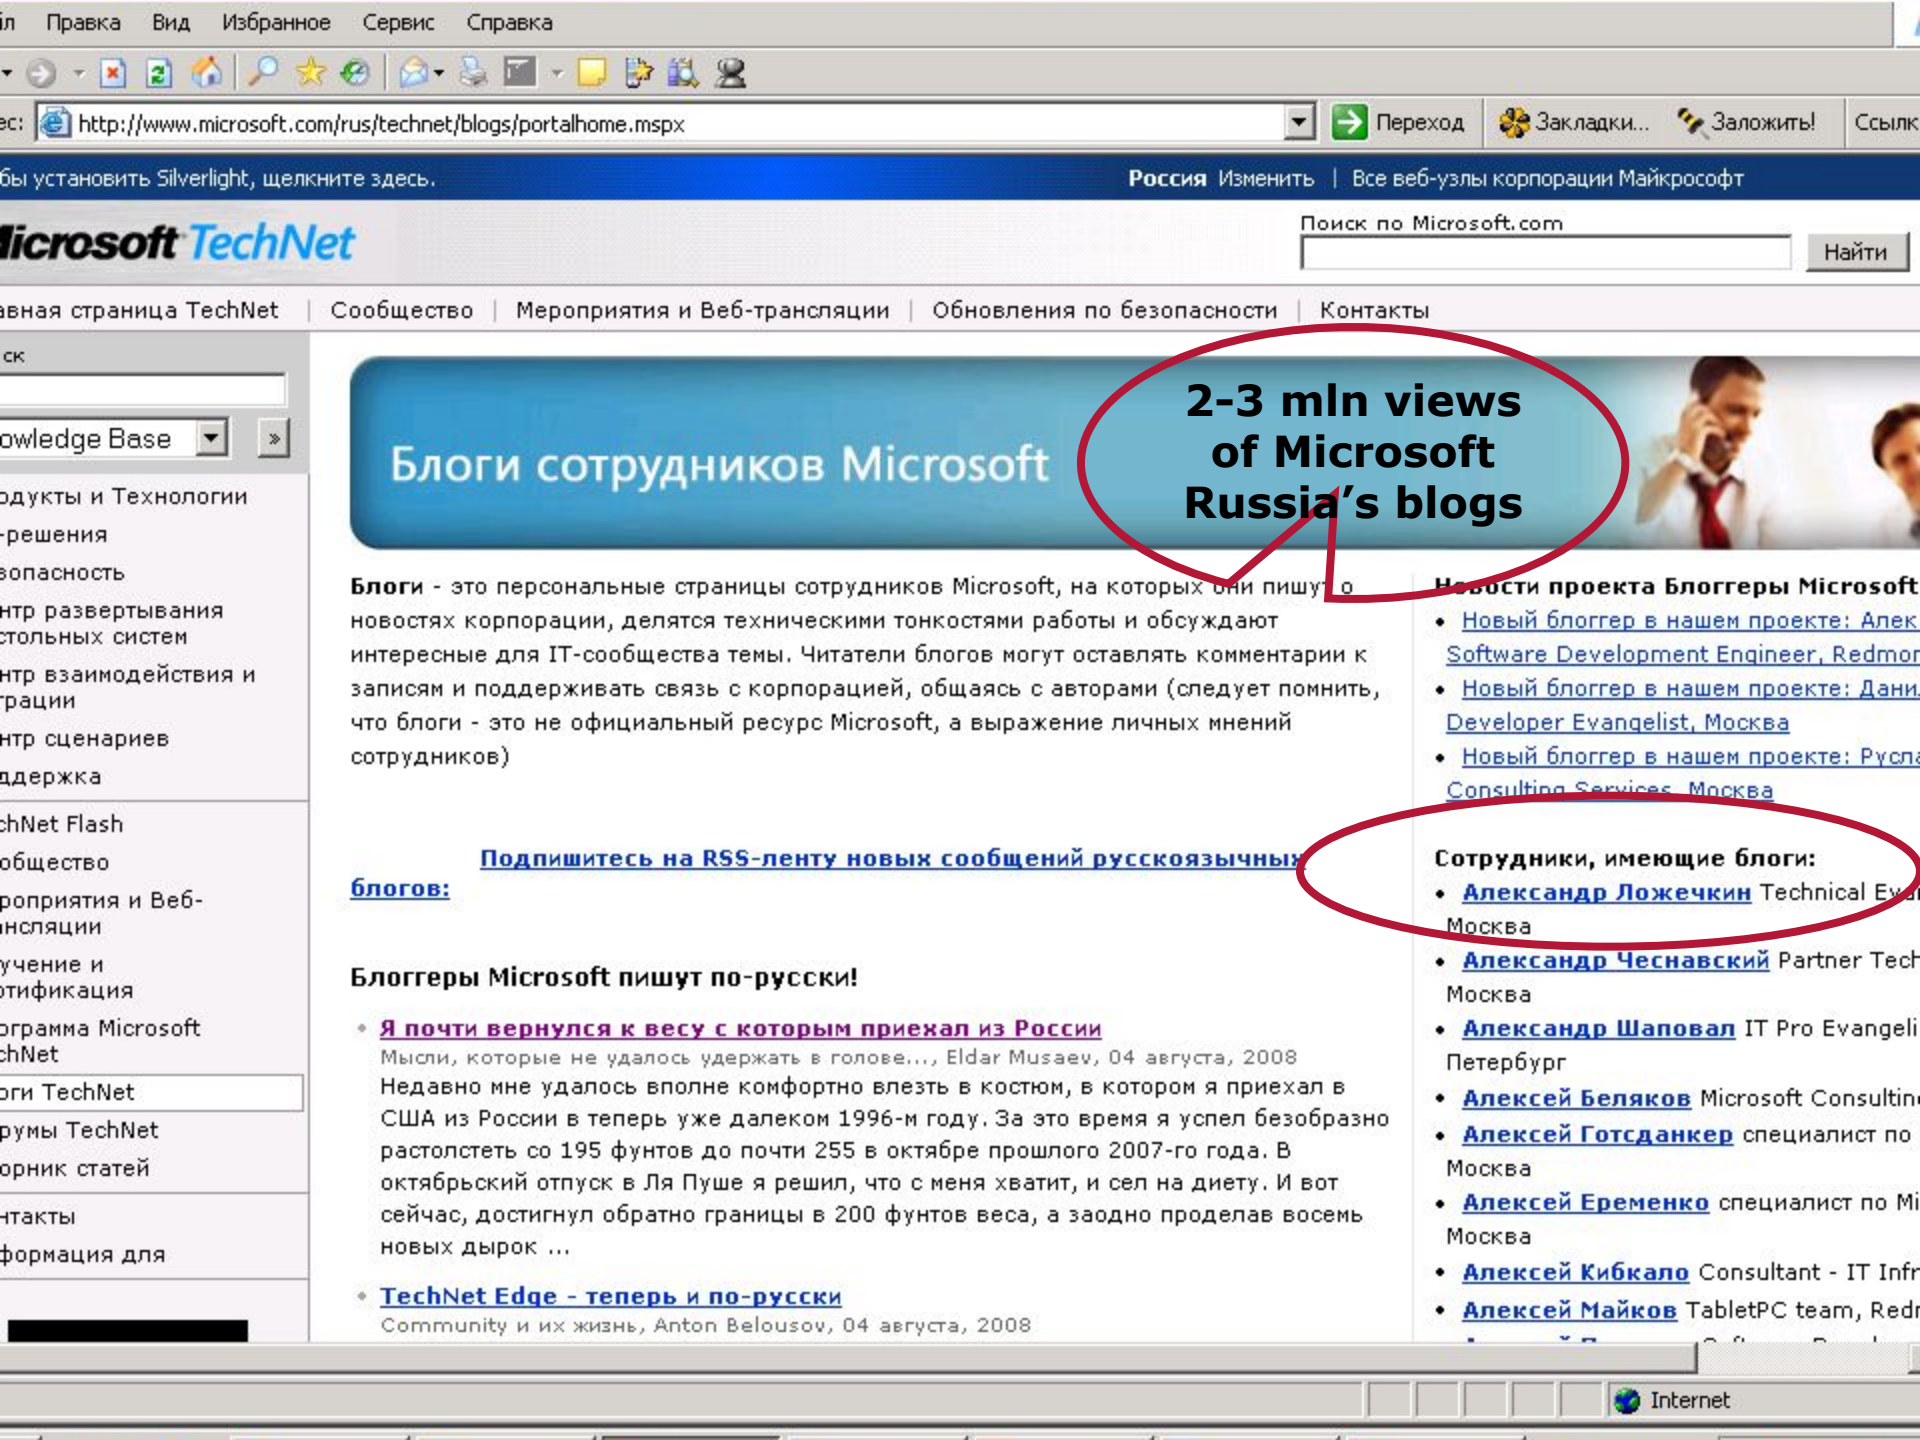 Правка Вид Избранное Сервис Справка
http://www.microsoft.com/rus/technet/blogs/portalhome.mspx
Переход Закладки... Заложить!
установить Silverlight, щелкните здесь.
Россия Изменить | Все веб-узлы корпорации Майкрософт
Microsoft TechNet
Поиск по Microsoft.com
Найти
страница TechNet | Сообщество | Мероприятия и Веб-трансляции | Обновления по безопасности | Контакты
ск
owledge Base »
одукты и Технологии
-решения
зопасность
нтр развертывания
стольных систем
нтр взаимодействия и
грации
нтр сценариев
ддержка
chNet Flash
общество
роприятия и Веб-
нсляции
учение и
ртификация
ограмма Microsoft
chNet
оги TechNet
румы TechNet
орник статей
нтакты
формация для
Блоги сотрудников Microsoft
2-3 mln views
of Microsoft
Russia’s blogs
Блоги - это персональные страницы сотрудников Microsoft, на которых они пишут о
новостях корпорации, делятся техническими тонкостями работы и обсуждают
интересные для IT-сообщества темы. Читатели блогов могут оставлять комментарии к
записям и поддерживать связь с корпорацией, общаясь с авторами (следует помнить,
что блоги - это не официальный ресурс Microsoft, а выражение личных мнений
сотрудников)
Подпишитесь на RSS-ленту новых сообщений русскоязычных
блогов:
Блоггеры Microsoft пишут по-русски!
Я почти вернулся к весу с которым приехал из России
Мысли, которые не удалось удержать в голове..., Eldar Musaev, 04 августа, 2008
Недавно мне удалось вполне комфортно влезть в костюм, в котором я приехал в
США из России в теперь уже далеком 1996-м году. За это время я успел безобразно
растолстеть со 195 фунтов до почти 255 в октябре прошлого 2007-го года. В
октябрьский отпуск в Ля Пуше я решил, что с меня хватит, и сел на диету. И вот
сейчас, достигнул обратно границы в 200 фунтов веса, а заодно проделав восемь
новых дырок ...
TechNet Edge - теперь и по-русски
Community и их жизнь, Anton Belousov, 04 августа, 2008
Новости проекта Блоггеры Microsoft
Новый блоггер в нашем проекте: Алек
Software Development Engineer, Redmor
Новый блоггер в нашем проекте: Дани
Developer Evangelist, Москва
Новый блоггер в нашем проекте: Русла
Consulting Services, Москва
Сотрудники, имеющие блоги:
Александр Ложечкин Technical Evan
Москва
Александр Чеснавский Partner Tech
Москва
Александр Шаповал IT Pro Evangeli
Петербург
Алексей Беляков Microsoft Consulting
Алексей Готсданкер специалист по
Москва
Алексей Еременко специалист по Mi
Москва
Алексей Кибкало Consultant - IT Infr
Алексей Майков TabletPC team, Redr
Internet